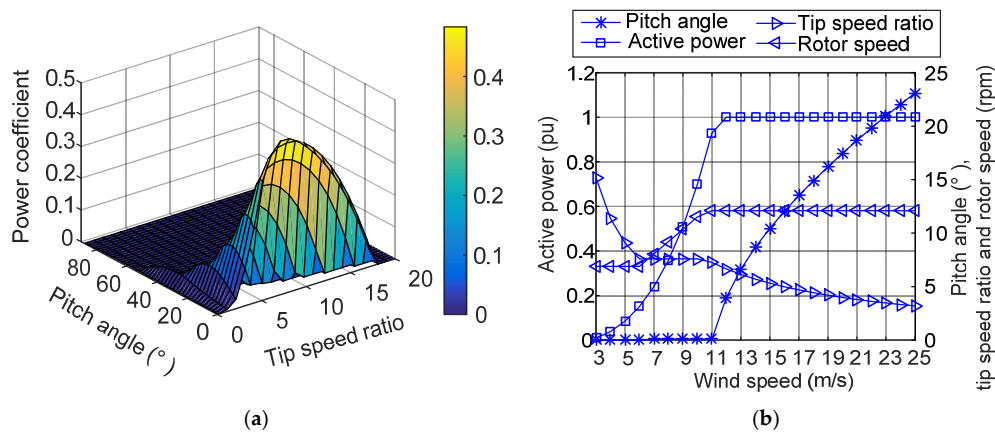 Power coefficient
0.5
0.4
0.3
0.2
0.1
0
80
60
40
20
0
Pitch angle (°)
0
5
10
15
20
Tip speed ratio
0.4
0.3
0.2
0.1
0
(a)
Pitch angle
Tip speed ratio
Active power
Rotor speed
Active power (pu)
1.2
1
0.8
0.6
0.4
0.2
0
3 5 7 9 11 13 15 17 19 21 23 25
Wind speed (m/s)
25
20
15
10
5
0
Pitch angle (°),
tip speed ratio and rotor speed (rpm)
(b)